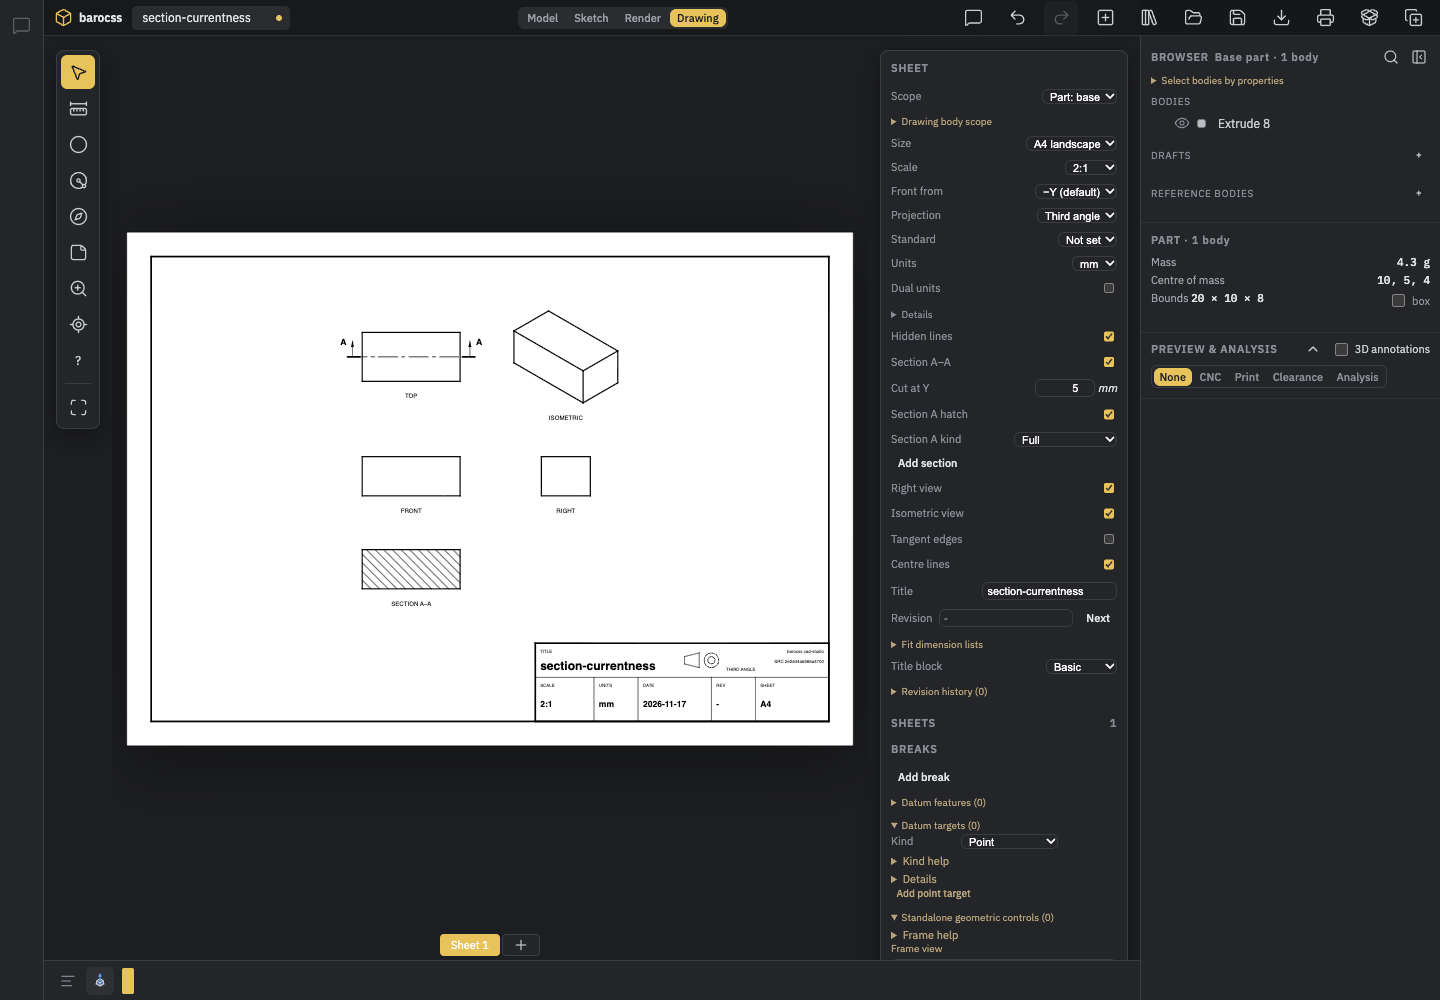 barocss
section-currentness
Model Sketch Render Drawing
SHEET
Scope Part: base
Drawing body scope
Size A4 landscape
Scale 2:1
Front from −Y (default)
Projection Third angle
Standard Not set
Units mm
Dual units
Details
Hidden lines
Section A–A
Cut at Y 5 mm
Section A hatch
Section A kind Full
Add section
Right view
Isometric view
Tangent edges
Centre lines
Title section-currentness
Revision - Next
Fit dimension lists
Title block Basic
Revision history (0)
SHEETS 1
BREAKS
Add break
Datum features (0)
Datum targets (0)
Kind Point
Kind help
Details
Add point target
Standalone geometric controls (0)
Frame help
Frame view
BROWSER Base part · 1 body
Select bodies by properties
BODIES
Extrude 8
DRAFTS +
REFERENCE BODIES +
PART · 1 body
Mass 4.3 g
Centre of mass 10, 5, 4
Bounds 20 × 10 × 8 box
PREVIEW & ANALYSIS 3D annotations
None CNC Print Clearance Analysis
?
A A
TOP
ISOMETRIC
FRONT
RIGHT
SECTION A–A
TITLE
section-currentness
THIRD ANGLE
barocss cad-studio
SCALE UNITS DATE REV SHEET
2:1 mm 2026-11-17 - A4
Sheet 1